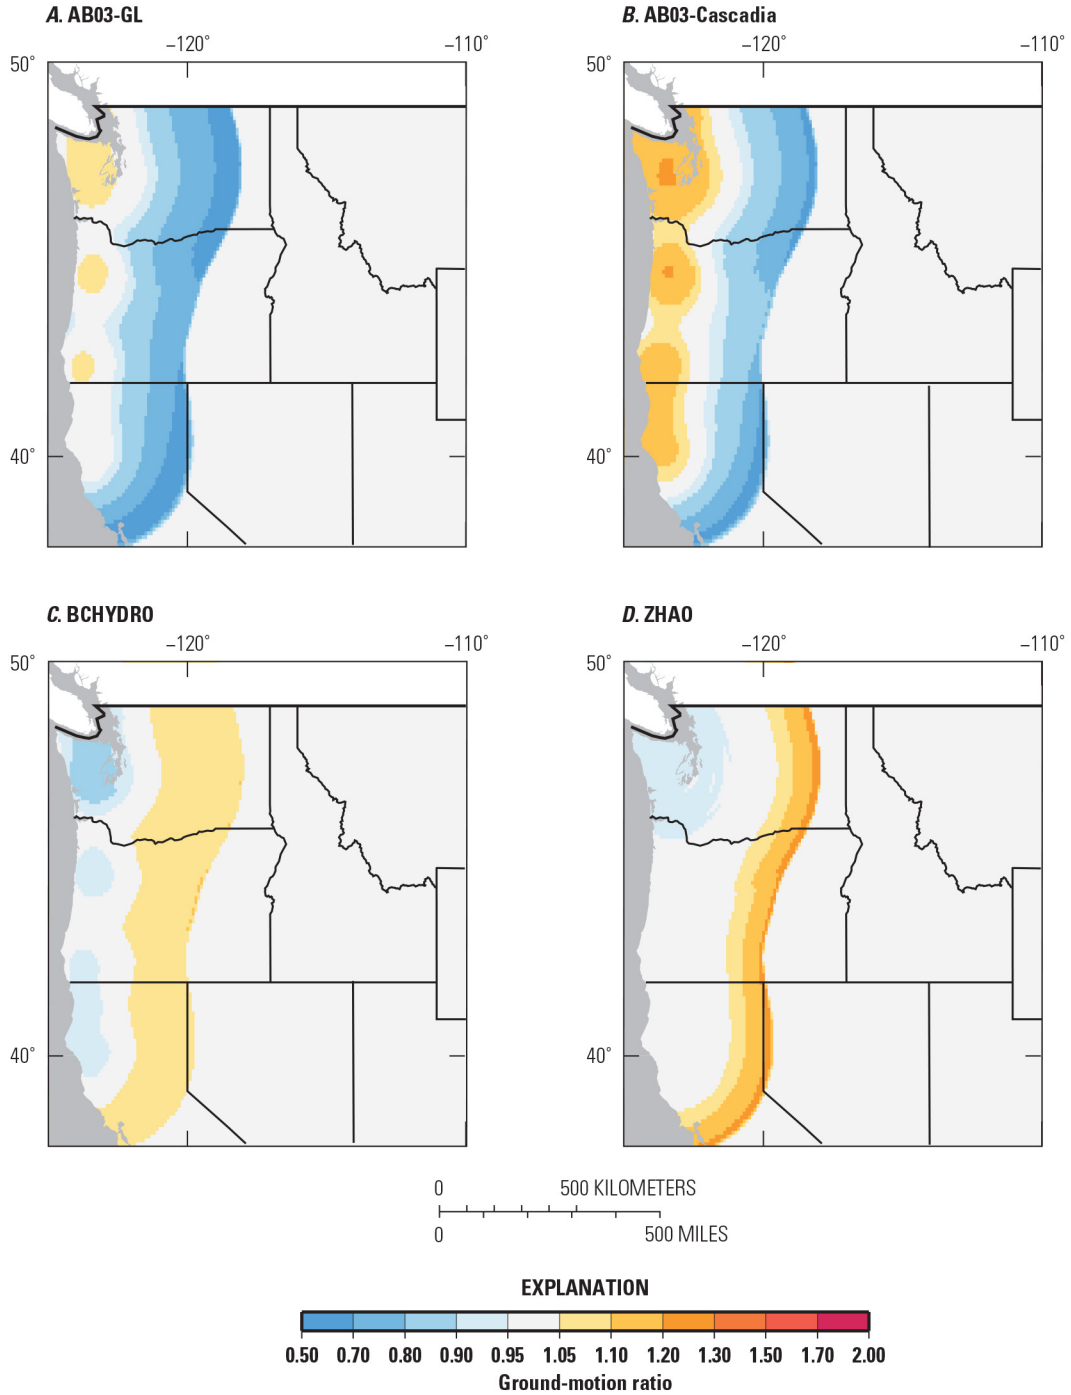 A. AB03-GL
B. AB03-Cascadia
−120˚ −110˚
−120˚ −110˚
50˚
50˚
40˚
40˚
C. BCHYDRO
D. ZHAO
−120˚ −110˚
−120˚ −110˚
50˚
50˚
40˚
40˚
0 500 KILOMETERS
0 500 MILES
EXPLANATION
0.50 0.70 0.80 0.90 0.95 1.05 1.10 1.20 1.30 1.50 1.70 2.00
Ground-motion ratio